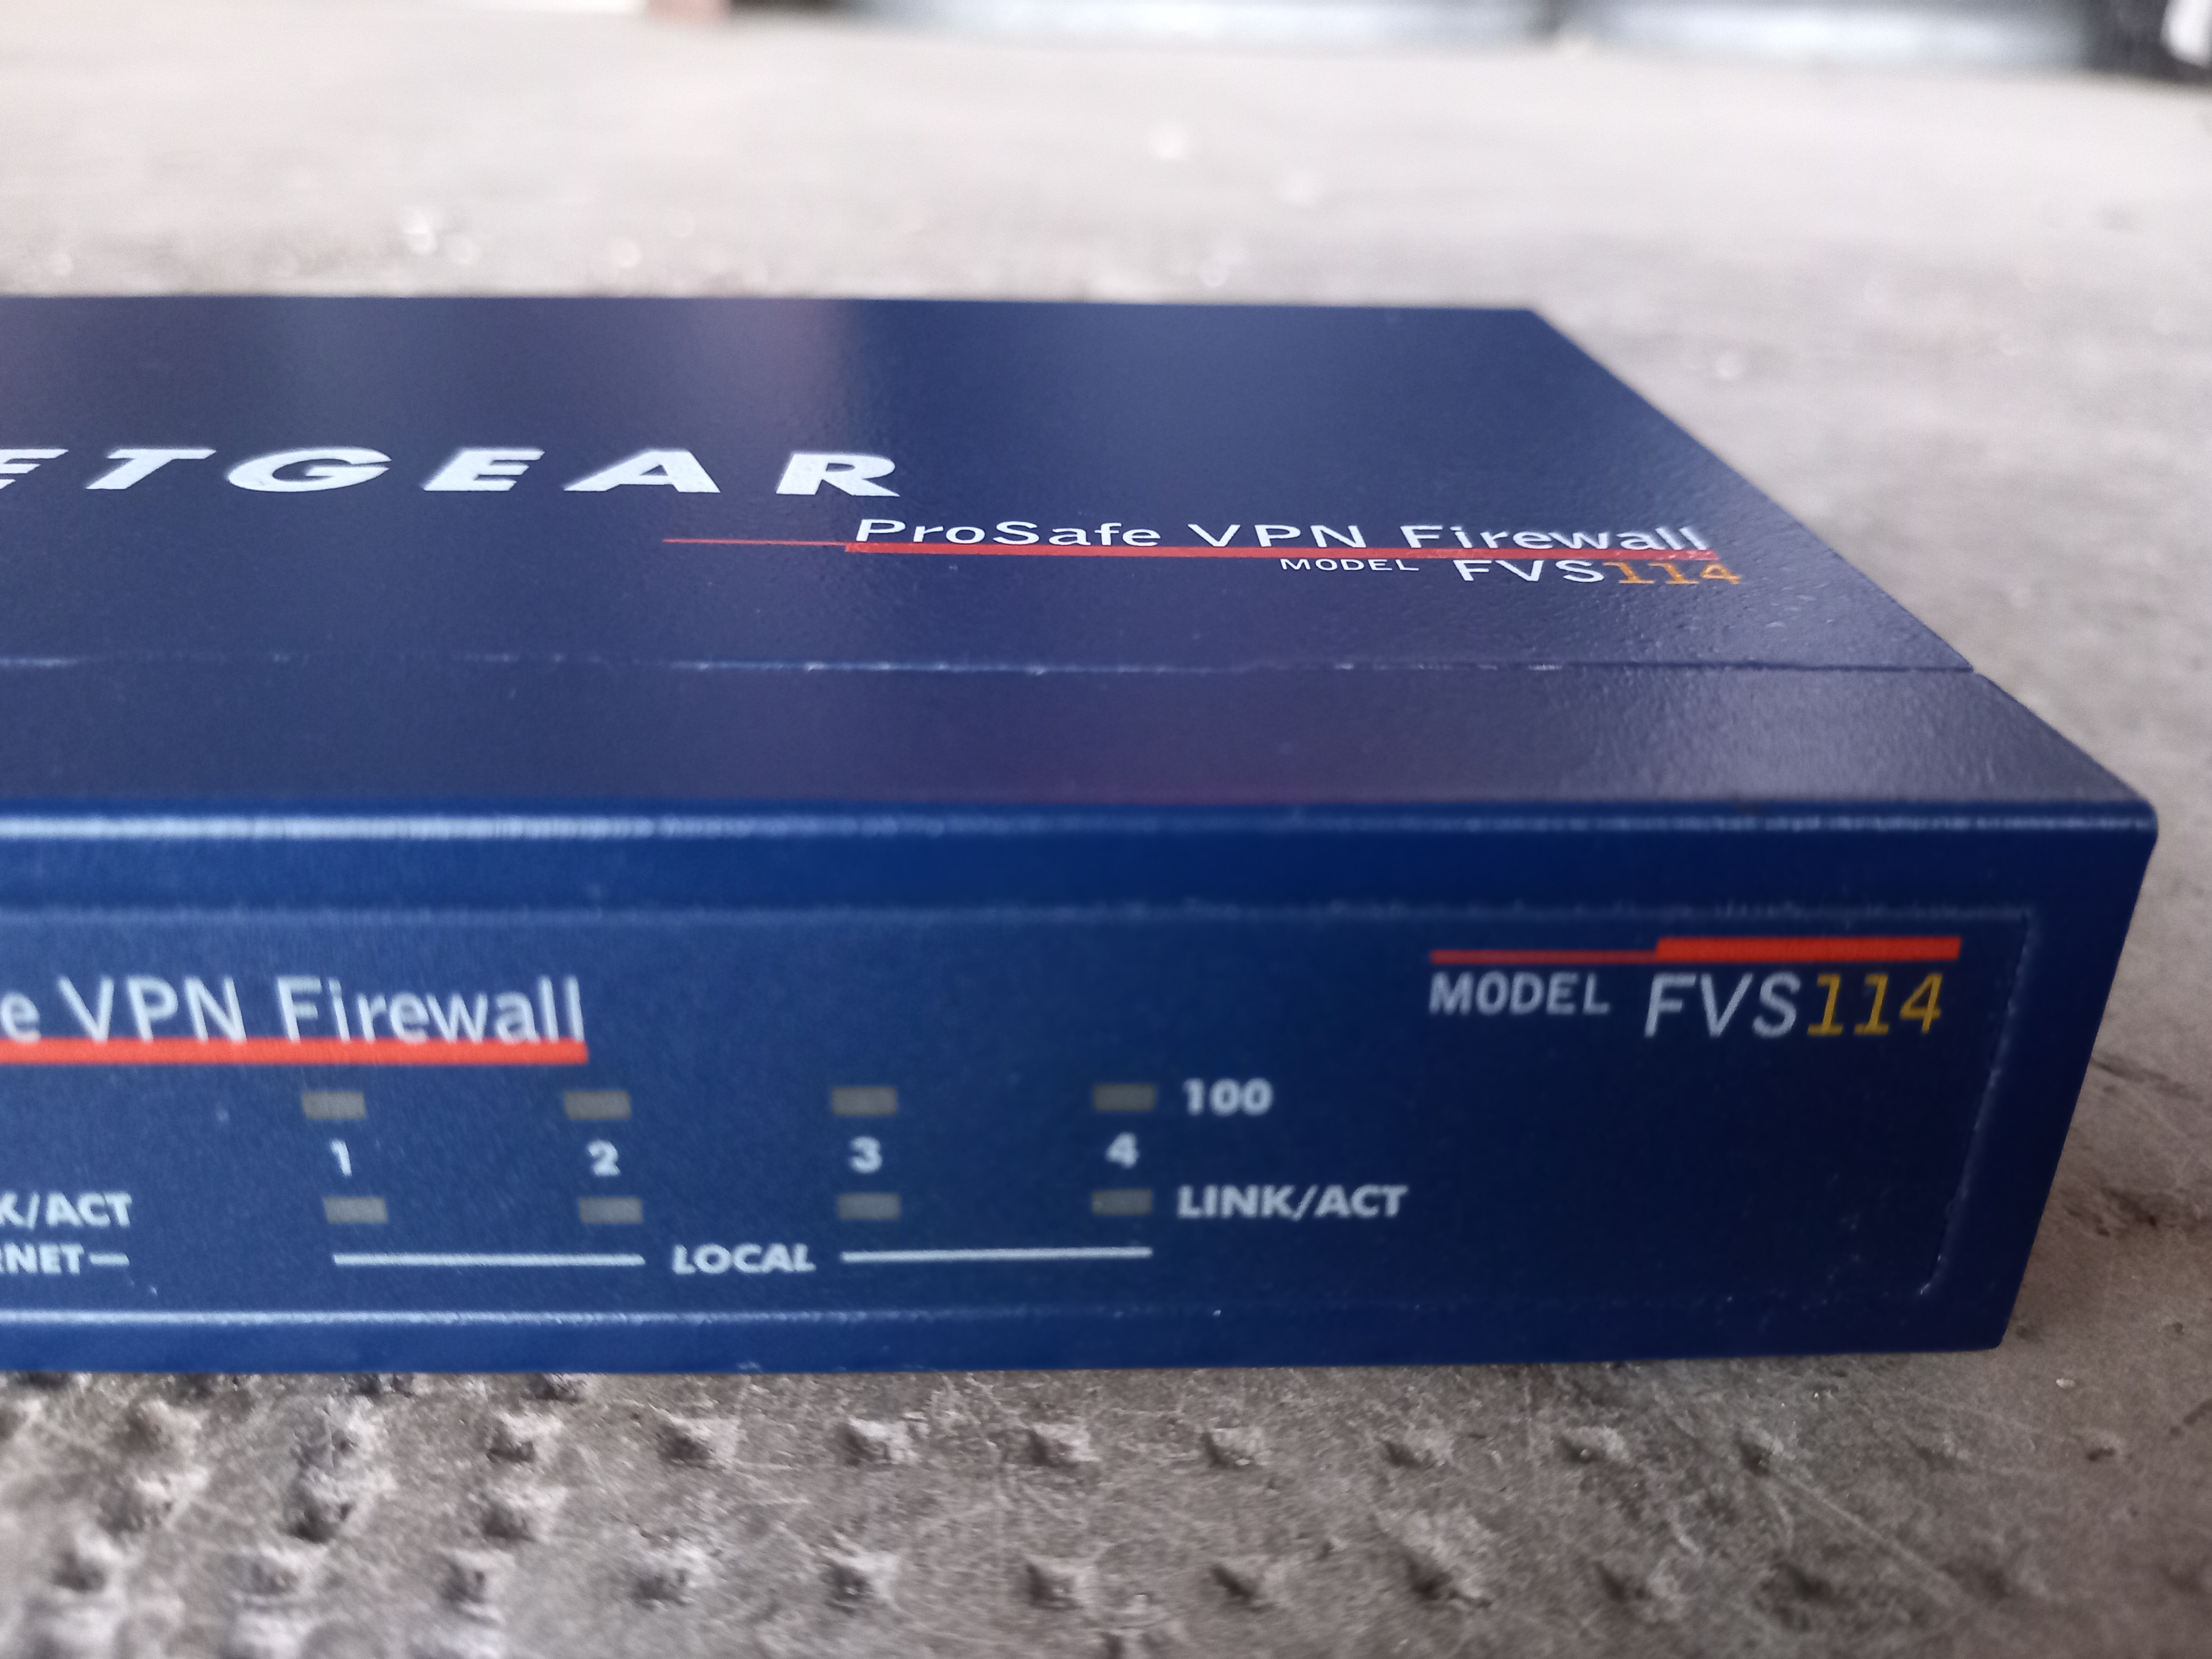 ETGEAR
ProSafe VPN Firewall
MODEL FVS114
e VPN Firewall
MODEL FVS114
100
1 2 3 4
K/ACT
LINK/ACT
RNET
LOCAL